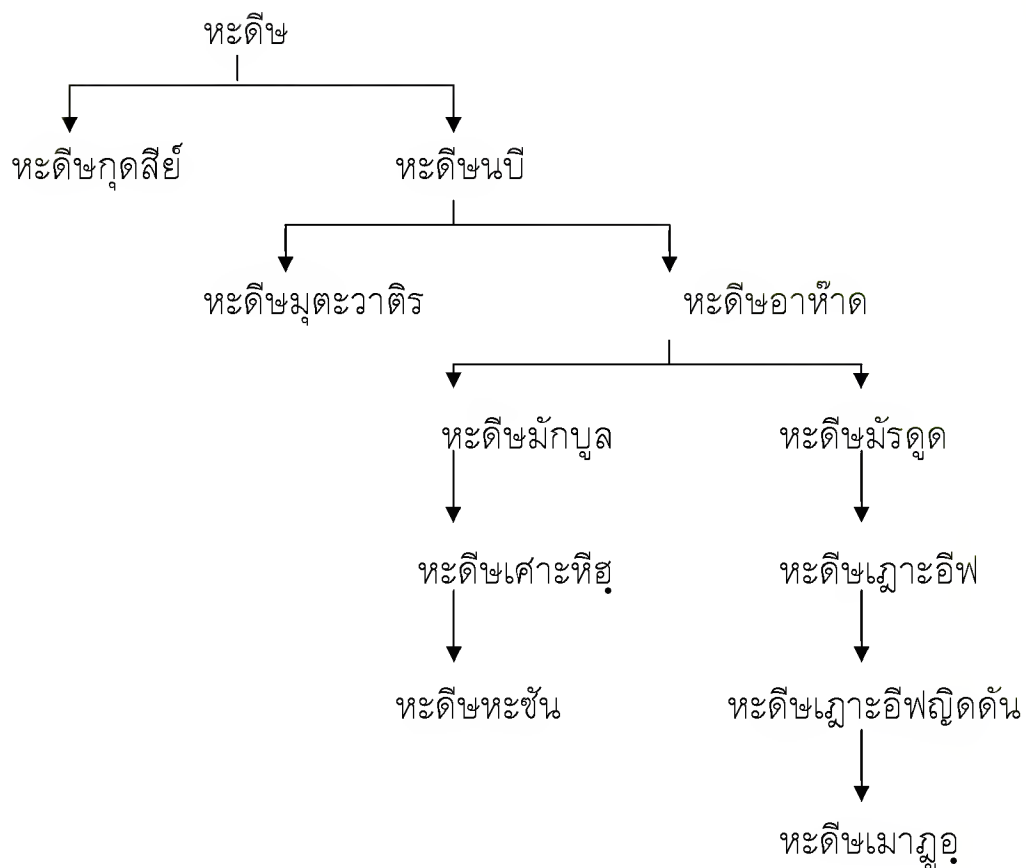 หะดีษ
หะดีษกุดสีย์ หะดีษนบี
หะดีษมุตะวาติร หะดีษอาห๊าด
หะดีษมักบูล หะดีษมัรดูด
หะดีษเศาะหีฮฺ หะดีษเฎาะอีฟ
หะดีษหะซัน หะดีษเฎาะอีฟญิดดัน
หะดีษเมาฎูอฺ